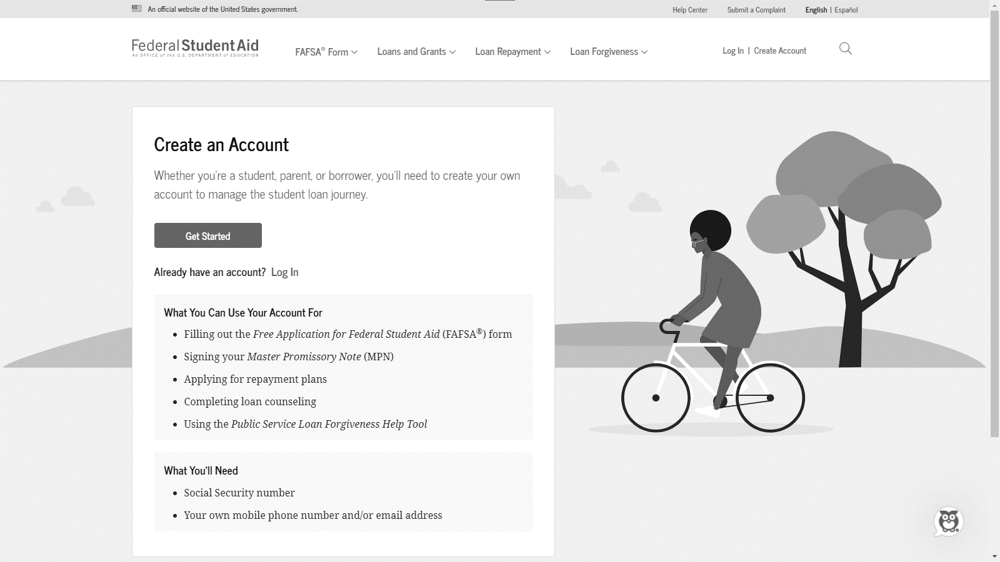 An official website of the United States government.
Help Center
Submit a Complaint
English | Español
Federal Student Aid
An OFFICE of the U.S. DEPARTMENT of EDUCATION
FAFSA® Form
Loans and Grants
Loan Repayment
Loan Forgiveness
Log In | Create Account
Create an Account
Whether you're a student, parent, or borrower, you'll need to create your own
account to manage the student loan journey.
Get Started
Already have an account? Log In
What You Can Use Your Account For
• Filling out the Free Application for Federal Student Aid (FAFSA®) form
• Signing your Master Promissory Note (MPN)
• Applying for repayment plans
• Completing loan counseling
• Using the Public Service Loan Forgiveness Help Tool
What You'll Need
• Social Security number
• Your own mobile phone number and/or email address